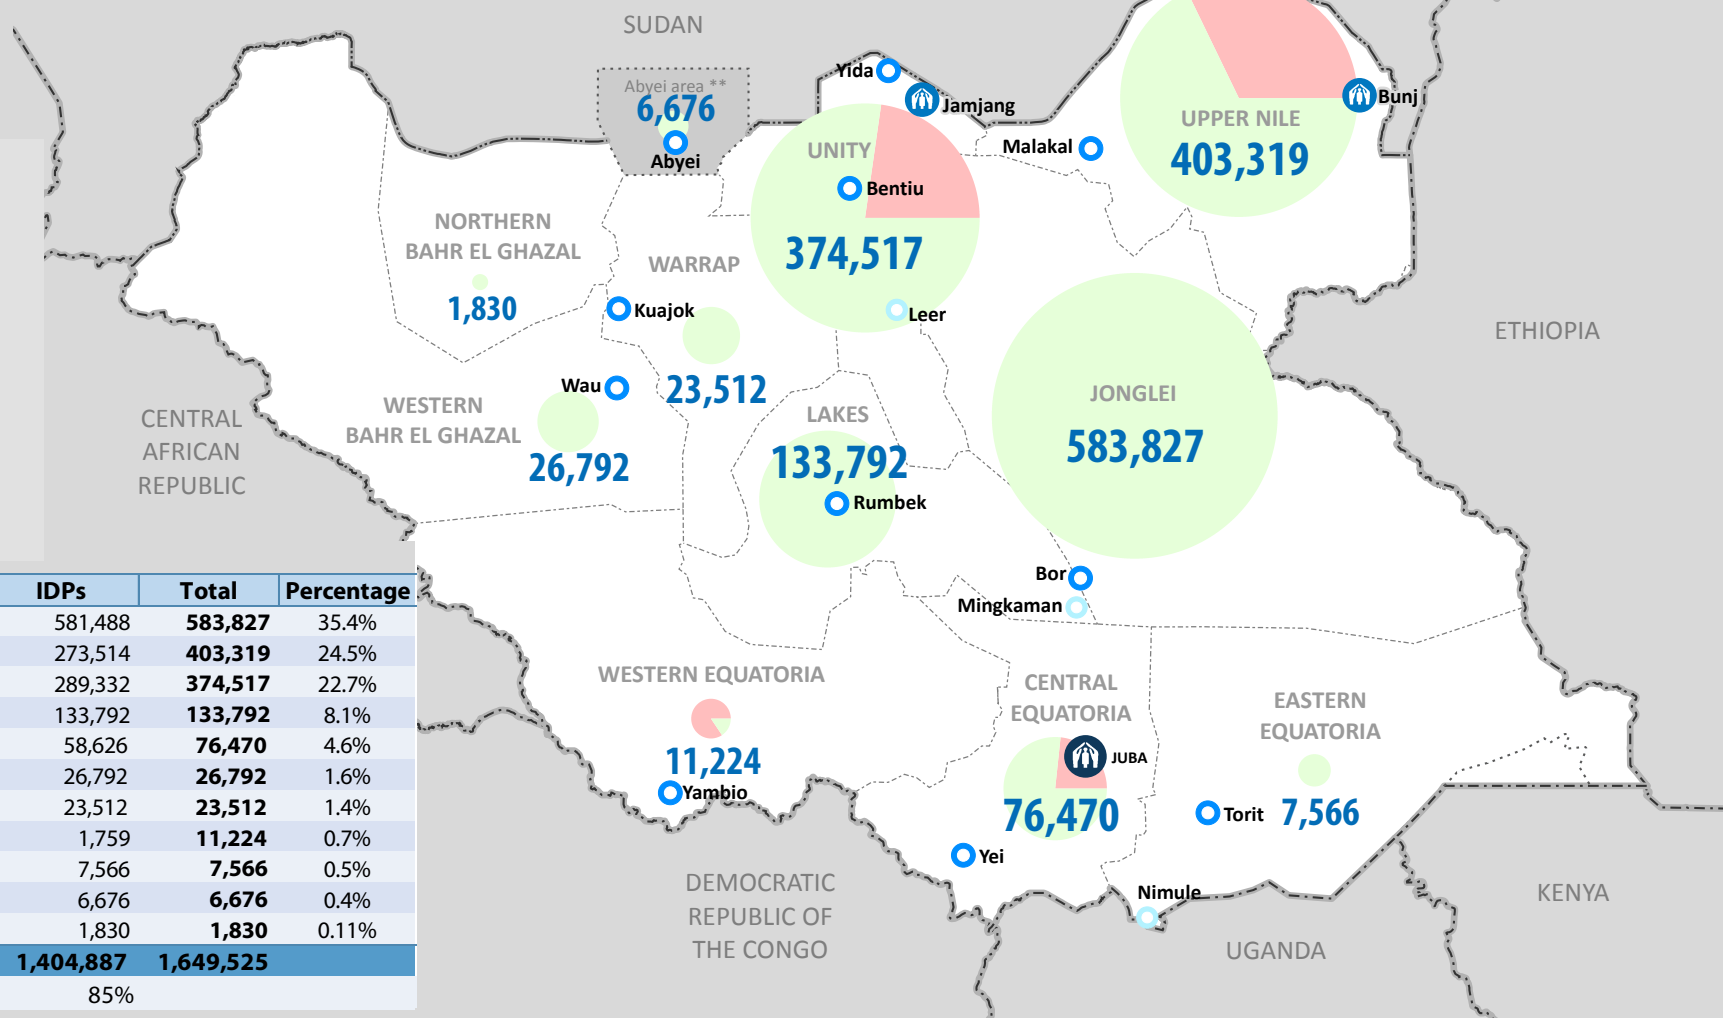 SUDAN
Abyei area **
6,676
Abyei
Yida
Jamjang
Bunj
UPPER NILE
403,319
Malakal
UNITY
Bentiu
374,517
Leer
NORTHERN
BAHR EL GHAZAL
1,830
WARRAP
Kuajok
23,512
Wau
WESTERN
BAHR EL GHAZAL
26,792
LAKES
133,792
Rumbek
JONGLEI
583,827
ETHIOPIA
CENTRAL
AFRICAN
REPUBLIC
Bor
Mingkaman
WESTERN EQUATORIA
11,224
Yambio
CENTRAL
EQUATORIA
JUBA
76,470
Yei
EASTERN
EQUATORIA
Torit
7,566
Nimule
DEMOCRATIC
REPUBLIC OF
THE CONGO
UGANDA
KENYA
IDPs Total Percentage
581,488 583,827 35.4%
273,514 403,319 24.5%
289,332 374,517 22.7%
133,792 133,792 8.1%
58,626 76,470 4.6%
26,792 26,792 1.6%
23,512 23,512 1.4%
1,759 11,224 0.7%
7,566 7,566 0.5%
6,676 6,676 0.4%
1,830 1,830 0.11%
1,404,887 1,649,525
85%